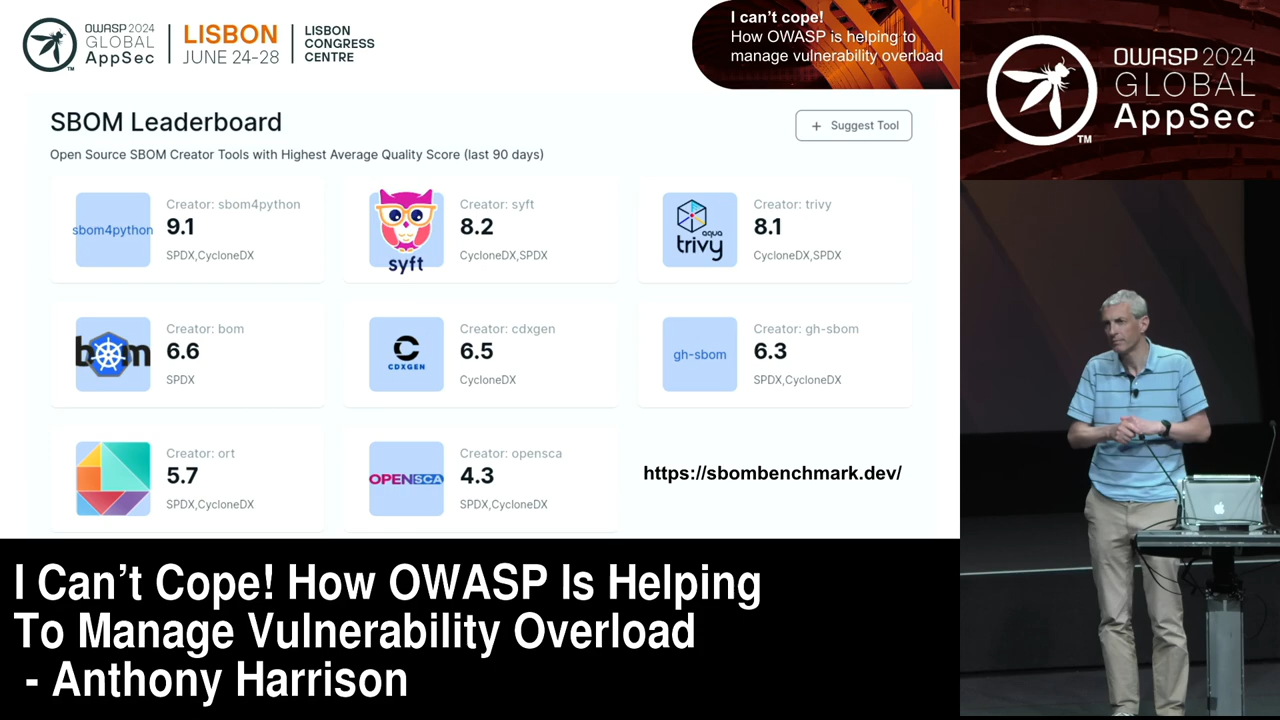 OWASP 2024
GLOBAL
AppSec
TM
LISBON
JUNE 24-28
LISBON
CONGRESS
CENTRE
I can't cope!
How OWASP is helping to
manage vulnerability overload
OWASP 2024
GLOBAL
AppSec
TM
SBOM Leaderboard
+ Suggest Tool
Open Source SBOM Creator Tools with Highest Average Quality Score (last 90 days)
sbom4python
Creator: sbom4python
9.1
SPDX,CycloneDX
syft
Creator: syft
8.2
CycloneDX,SPDX
aqua
trivy
Creator: trivy
8.1
CycloneDX,SPDX
bom
Creator: bom
6.6
SPDX
CDXGEN
Creator: cdxgen
6.5
CycloneDX
gh-sbom
Creator: gh-sbom
6.3
SPDX,CycloneDX
Creator: ort
5.7
SPDX,CycloneDX
OPENSCA
Creator: opensca
4.3
SPDX,CycloneDX
https://sbombenchmark.dev/
I Can’t Cope! How OWASP Is Helping
To Manage Vulnerability Overload
- Anthony Harrison